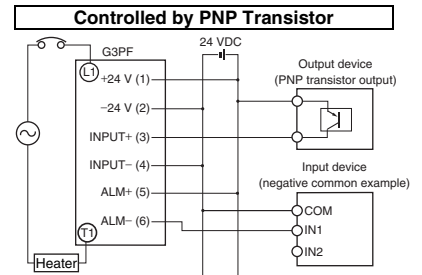 Controlled by PNP Transistor
24 VDC
G3PF
L1
+24 V (1)
−24 V (2)
INPUT+ (3)
INPUT− (4)
ALM+ (5)
ALM− (6)
T1
Heater
Output device
(PNP transistor output)
Input device
(negative common example)
COM
IN1
IN2